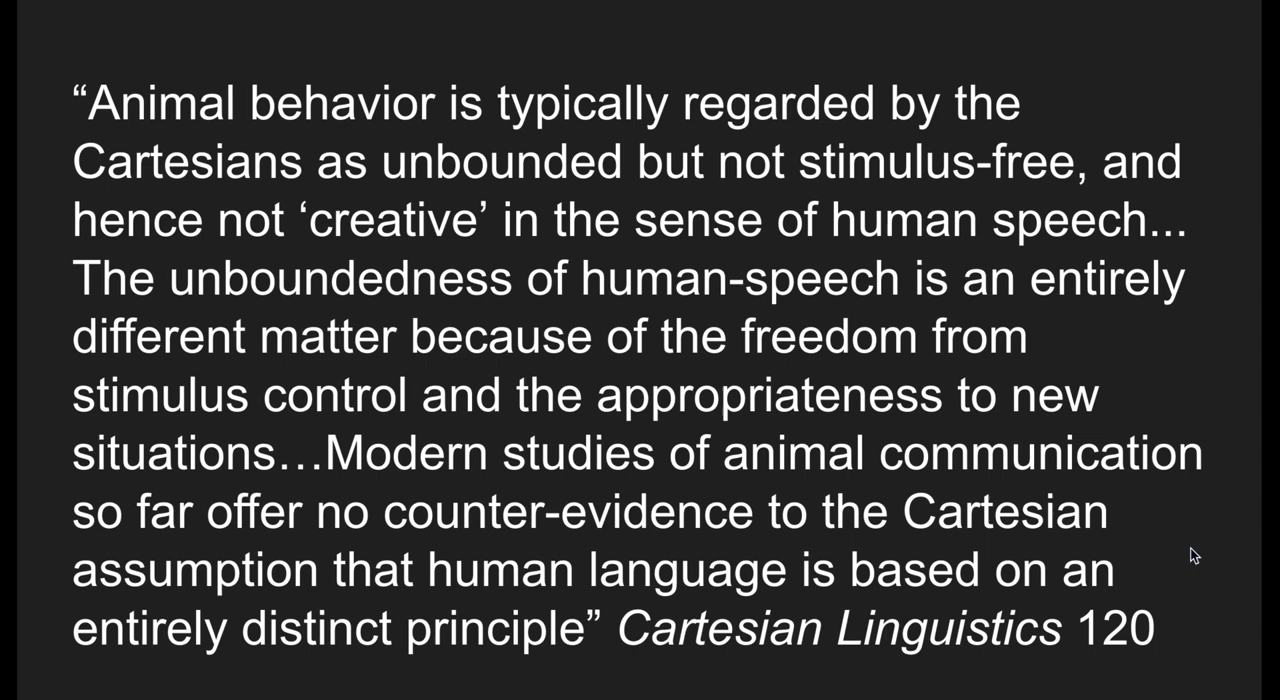 “Animal behavior is typically regarded by the
Cartesians as unbounded but not stimulus-free, and
hence not ‘creative’ in the sense of human speech...
The unboundedness of human-speech is an entirely
different matter because of the freedom from
stimulus control and the appropriateness to new
situations…Modern studies of animal communication
so far offer no counter-evidence to the Cartesian
assumption that human language is based on an
entirely distinct principle” Cartesian Linguistics 120